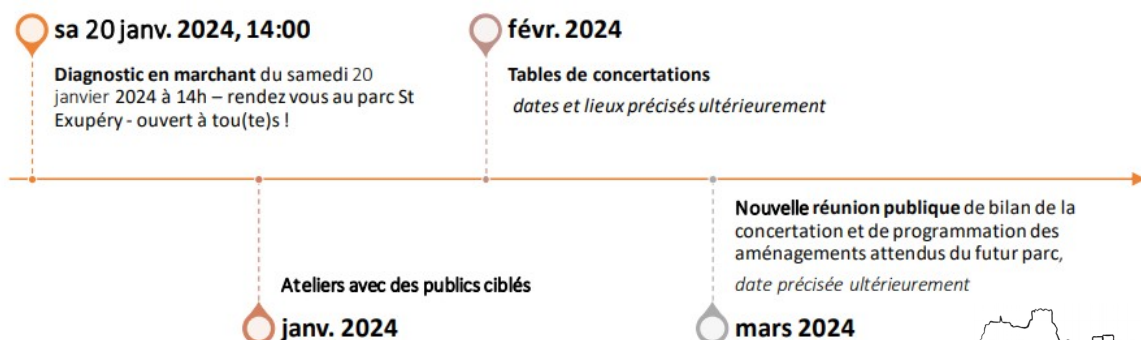 sa 20 janv. 2024, 14:00
Diagnostic en marchant du samedi 20
janvier 2024 à 14h – rendez vous au parc St
Exupéry - ouvert à tou(te)s !
févr. 2024
Tables de concertations
dates et lieux précisés ultérieurement
Ateliers avec des publics ciblés
janv. 2024
Nouvelle réunion publique de bilan de la
concertation et de programmation des
aménagements attendus du futur parc,
date précisée ultérieurement
mars 2024